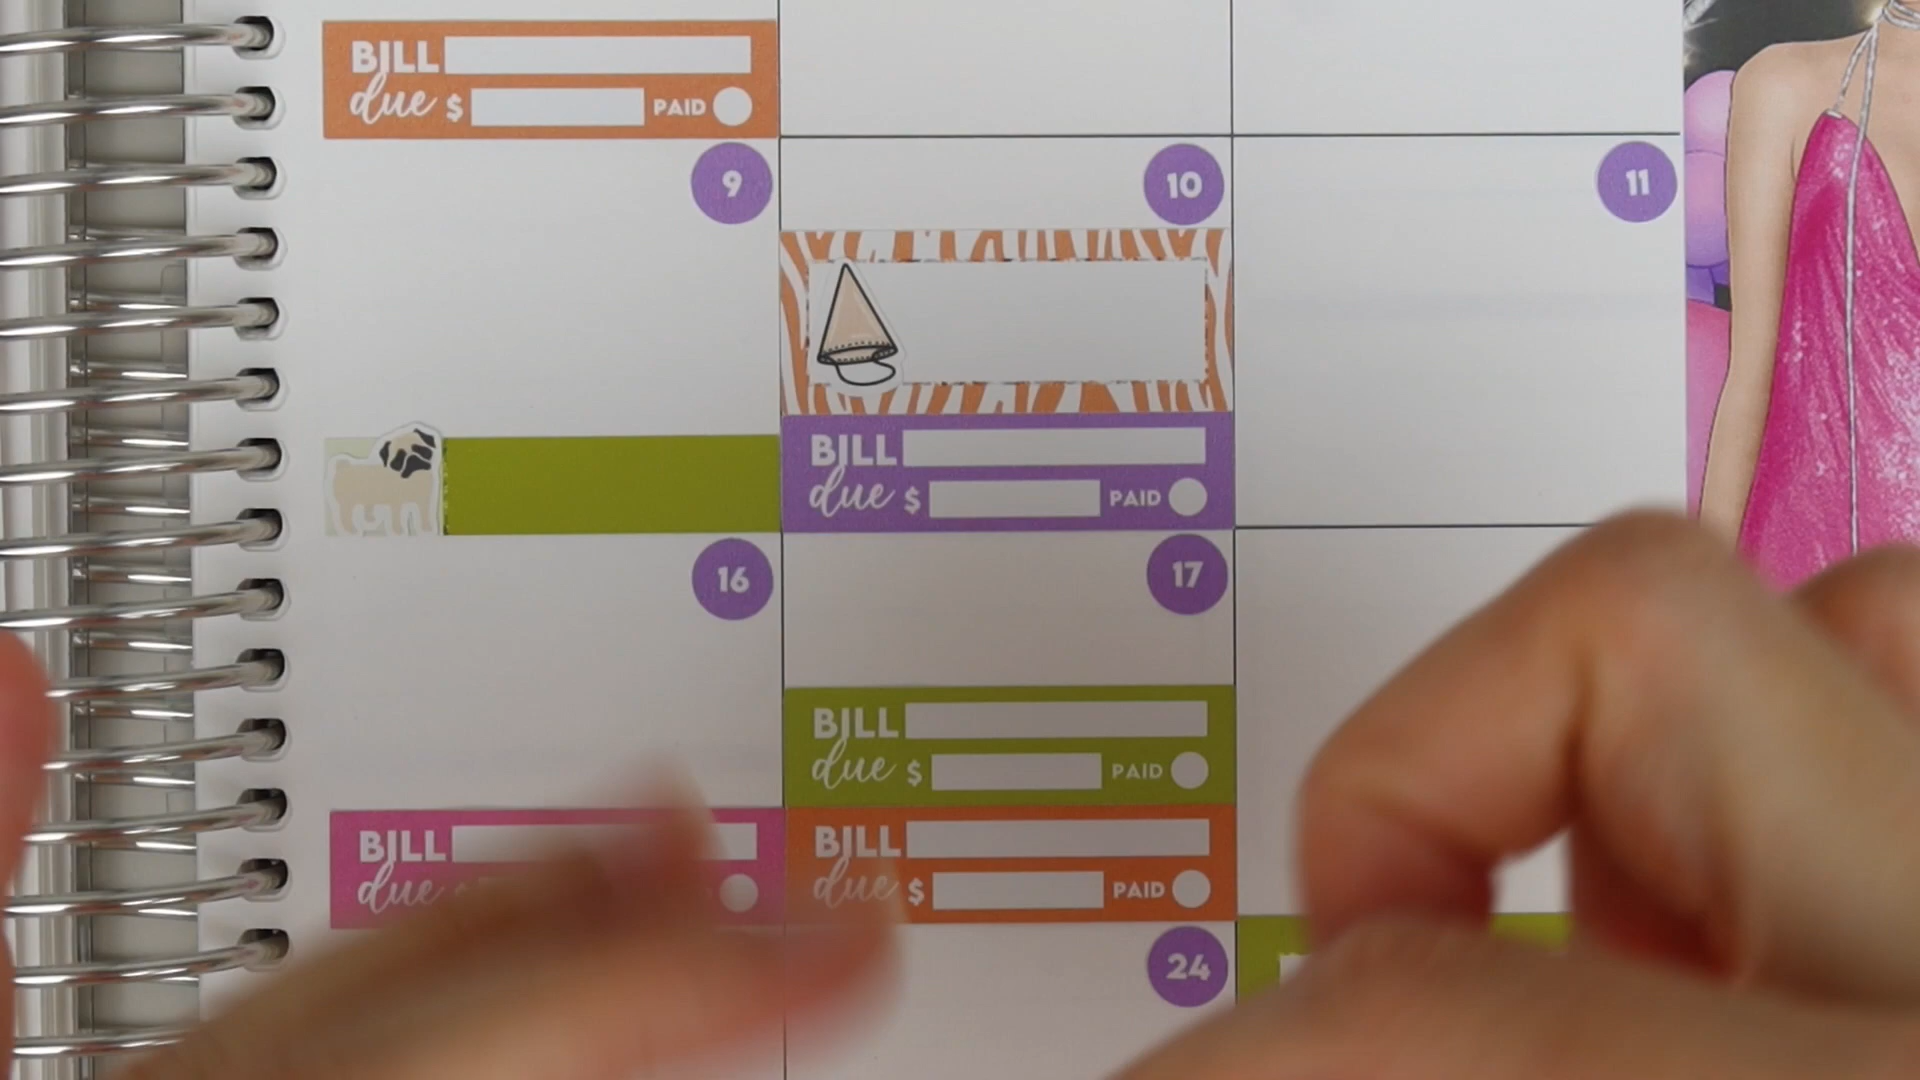 BILL
due $ PAID
9
10
11
BILL
due $ PAID
16
17
BILL
due $ PAID
BILL
due
BILL
due $ PAID
24